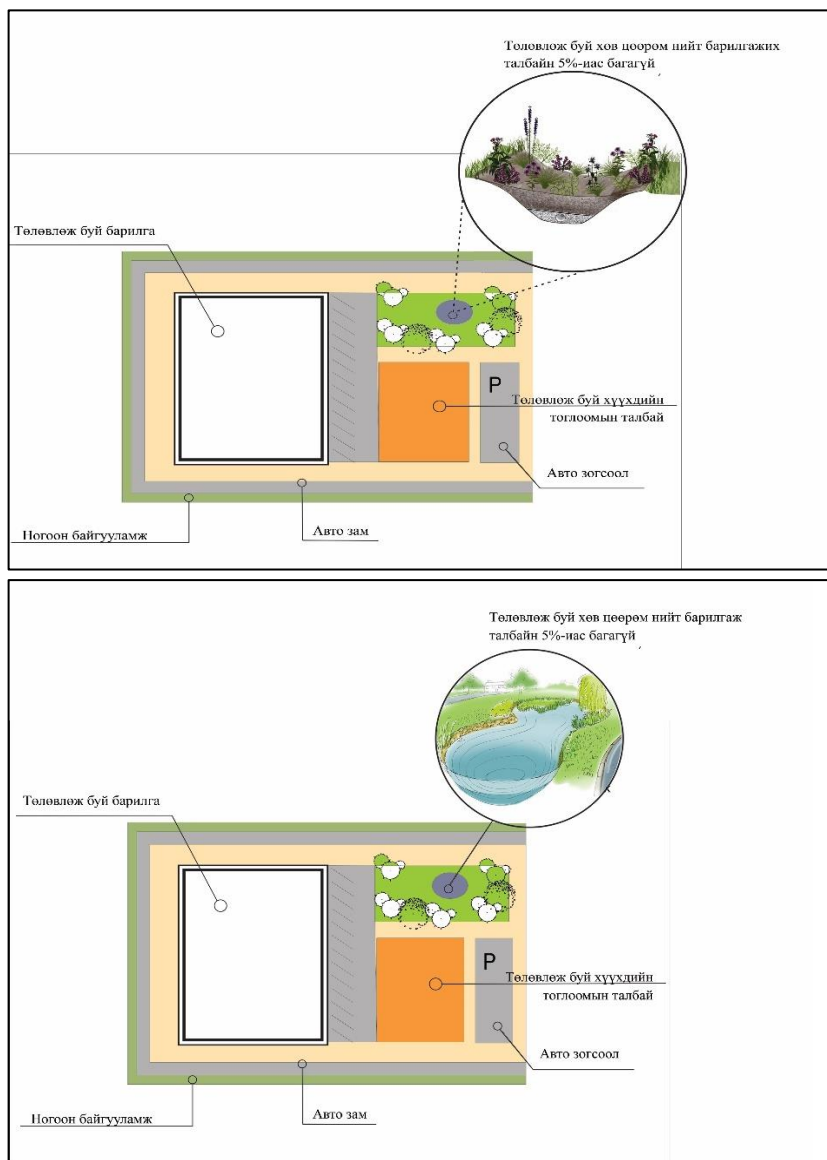 Төлөвлөж буй хөв цөөрөм нийт барилгажих
талбайн 5%-иас багагүй
Төлөвлөж буй барилга
P
Төлөвлөж буй хүүхдийн
тоглоомын талбай
Авто зогсоол
Авто зам
Ногоон байгууламж
Төлөвлөж буй хөв цөөрөм нийт барилгаж
талбайн 5%-иас багагүй
Төлөвлөж буй барилга
P
Төлөвлөж буй хүүхдийн
тоглоомын талбай
Авто зогсоол
Авто зам
Ногоон байгууламж